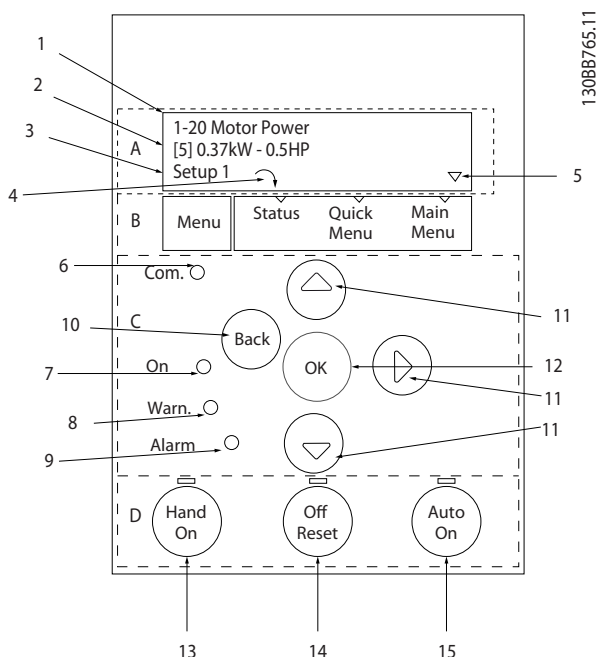 130BB765.11
1
2
3
A
1-20 Motor Power
[5] 0.37kW - 0.5HP
Setup 1
4
5
B
Menu
Status
Quick
Menu
Main
Menu
6
Com.
11
10
C
Back
OK
12
7
On
11
8
Warn.
11
9
Alarm
D
Hand
On
Off
Reset
Auto
On
13
14
15